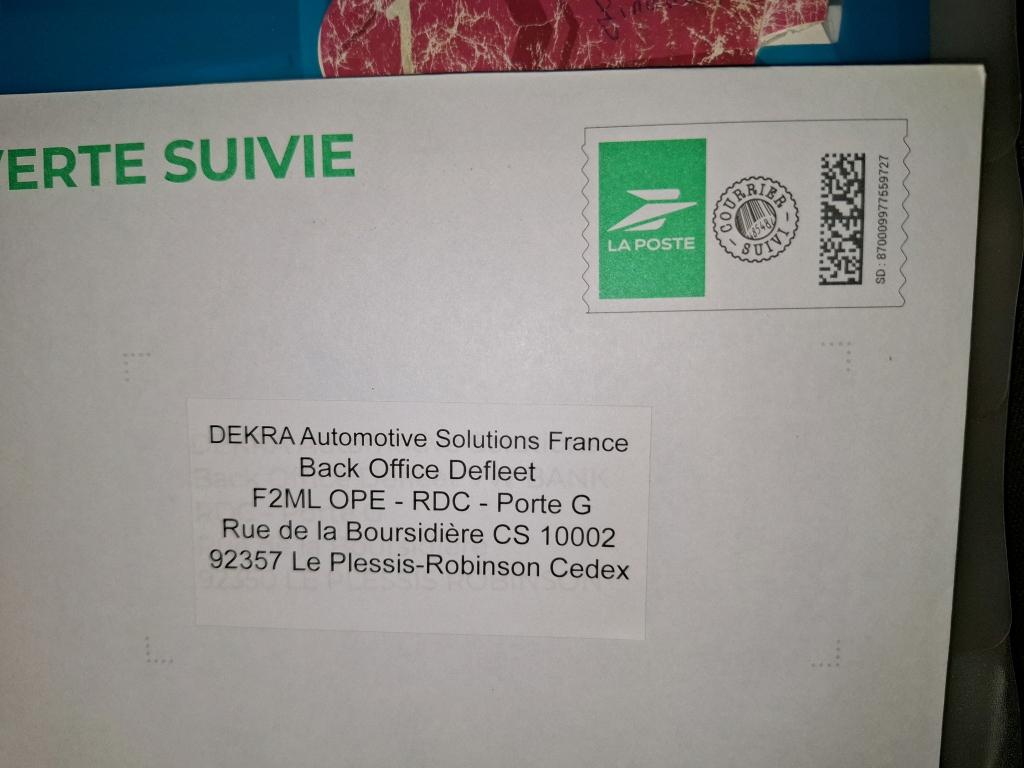 VERTE SUIVIE
LA POSTE
COURRIER
SUIVI
SD : 870009977659727
DEKRA Automotive Solutions France
Back Office Defleet
F2ML OPE - RDC - Porte G
Rue de la Boursidière CS 10002
92357 Le Plessis-Robinson Cedex